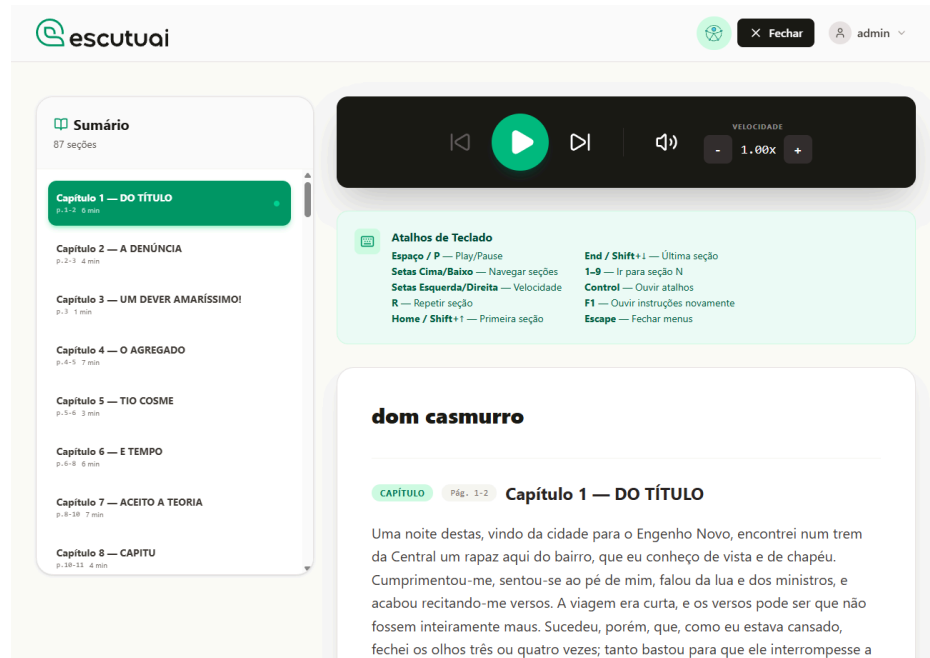 escutuai
Fechar
admin
Sumário
87 seções
Capítulo 1 — DO TÍTULO
p.1-2 6 min
Capítulo 2 — A DENÚNCIA
p.2-3 4 min
Capítulo 3 — UM DEVER AMARÍSSIMO!
p.3 1 min
Capítulo 4 — O AGREGADO
p.4-5 7 min
Capítulo 5 — TIO COSME
p.5-6 3 min
Capítulo 6 — E TEMPO
p.6-8 6 min
Capítulo 7 — ACEITO A TEORIA
p.8-10 7 min
Capítulo 8 — CAPITU
p.10-11 4 min
VELOCIDADE
- 1.00x +
Atalhos de Teclado
Espaço / P — Play/Pause
Setas Cima/Baixo — Navegar seções
Setas Esquerda/Direita — Velocidade
R — Repetir seção
Home / Shift+↑ — Primeira seção
End / Shift+↓ — Última seção
1–9 — Ir para seção N
Control — Ouvir atalhos
F1 — Ouvir instruções novamente
Escape — Fechar menus
dom casmurro
CAPÍTULO Pág. 1-2 Capítulo 1 — DO TÍTULO
Uma noite destas, vindo da cidade para o Engenho Novo, encontrei num trem
da Central um rapaz aqui do bairro, que eu conheço de vista e de chapéu.
Cumprimentou-me, sentou-se ao pé de mim, falou da lua e dos ministros, e
acabou recitando-me versos. A viagem era curta, e os versos pode ser que não
fossem inteiramente maus. Sucedeu, porém, que, como eu estava cansado,
fechei os olhos três ou quatro vezes; tanto bastou para que ele interrompesse a